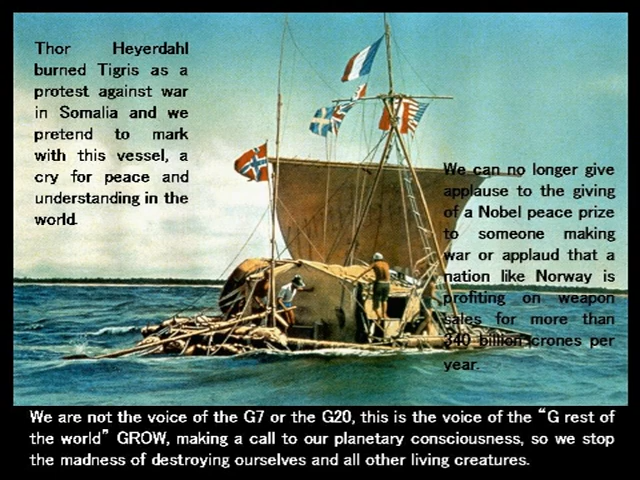 Thor Heyerdahl
burned Tigris as a
protest against war
in Somalia and we
pretend to mark
with this vessel, a
cry for peace and
understanding in the
world.
We can no longer give
applause to the giving
of a Nobel peace prize
to someone making
war or applaud that a
nation like Norway is
profiting on weapon
sales for more than
340 billion crones per
year.
We are not the voice of the G7 or the G20, this is the voice of the “G rest of
the world” GROW, making a call to our planetary consciousness, so we stop
the madness of destroying ourselves and all other living creatures.